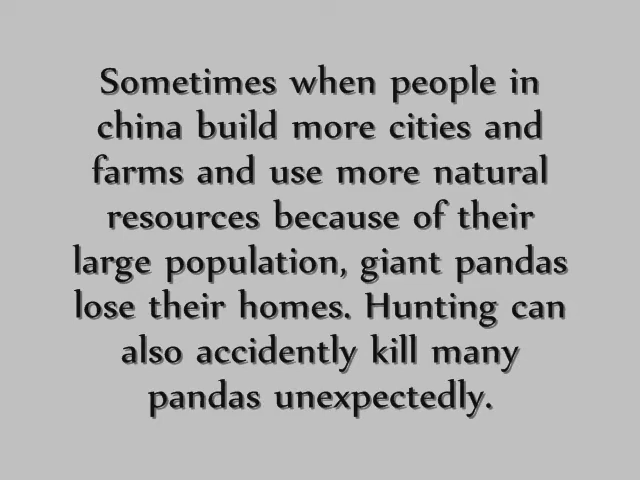 Sometimes when people in
china build more cities and
farms and use more natural
resources because of their
large population, giant pandas
lose their homes. Hunting can
also accidently kill many
pandas unexpectedly.